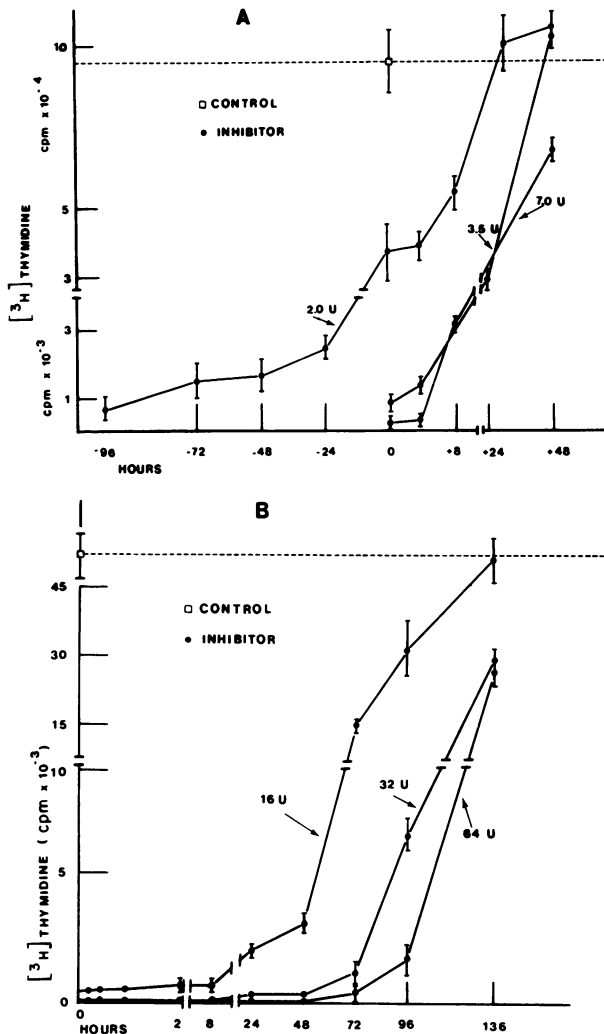 A
10
cpm x 10⁻⁴
□ CONTROL
● INHIBITOR
5
3
[³H] THYMIDINE
3.5 U
7.0 U
2.0 U
3
cpm x 10⁻³
1
-96 -72 -48 -24 0 +8 +24 +48
HOURS
B
45
□ CONTROL
● INHIBITOR
30
15
[³H] THYMIDINE (cpm x 10⁻³)
10
16 U
32 U
64 U
5
0
0 2 8 24 48 72 96 136
HOURS